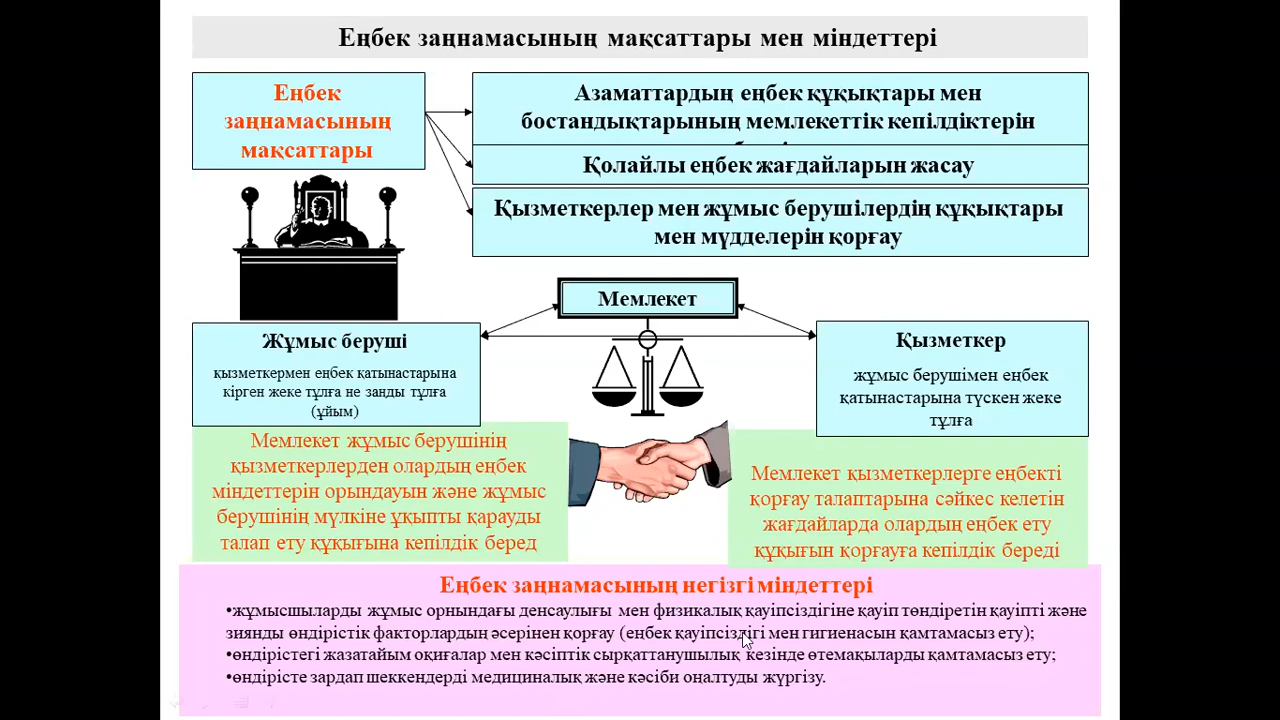 Еңбек заңнамасының мақсаттары мен міндеттері
Еңбек
заңнамасының
мақсаттары
Азаматтардың еңбек құқықтары мен
бостандықтарының мемлекеттік кепілдіктерін
Қолайлы еңбек жағдайларын жасау
Қызметкерлер мен жұмыс берушілердің құқықтары
мен мүдделерін қорғау
Мемлекет
Жұмыс беруші
қызметкермен еңбек қатынастарына
кірген жеке тұлға не заңды тұлға
(ұйым)
Қызметкер
жұмыс берушімен еңбек
қатынастарына түскен жеке
тұлға
Мемлекет жұмыс берушінің
қызметкерлерден олардың еңбек
міндеттерін орындауын және жұмыс
берушінің мүлкіне ұқыпты қарауды
талап ету құқығына кепілдік беред
Мемлекет қызметкерлерге еңбекті
қорғау талаптарына сәйкес келетін
жағдайларда олардың еңбек ету
құқығын қорғауға кепілдік береді
Еңбек заңнамасының негізгі міндеттері
•жұмысшыларды жұмыс орнындағы денсаулығы мен физикалық қауіпсіздігіне қауіп төндіретін қауіпті және
зиянды өндірістік факторлардың әсерінен қорғау (еңбек қауіпсіздігі мен гигиенасын қамтамасыз ету);
•өндірістегі жазатайым оқиғалар мен кәсіптік сырқаттанушылық кезінде өтемақыларды қамтамасыз ету;
•өндірісте зардап шеккендерді медициналық және кәсіби оңалтуды жүргізу.